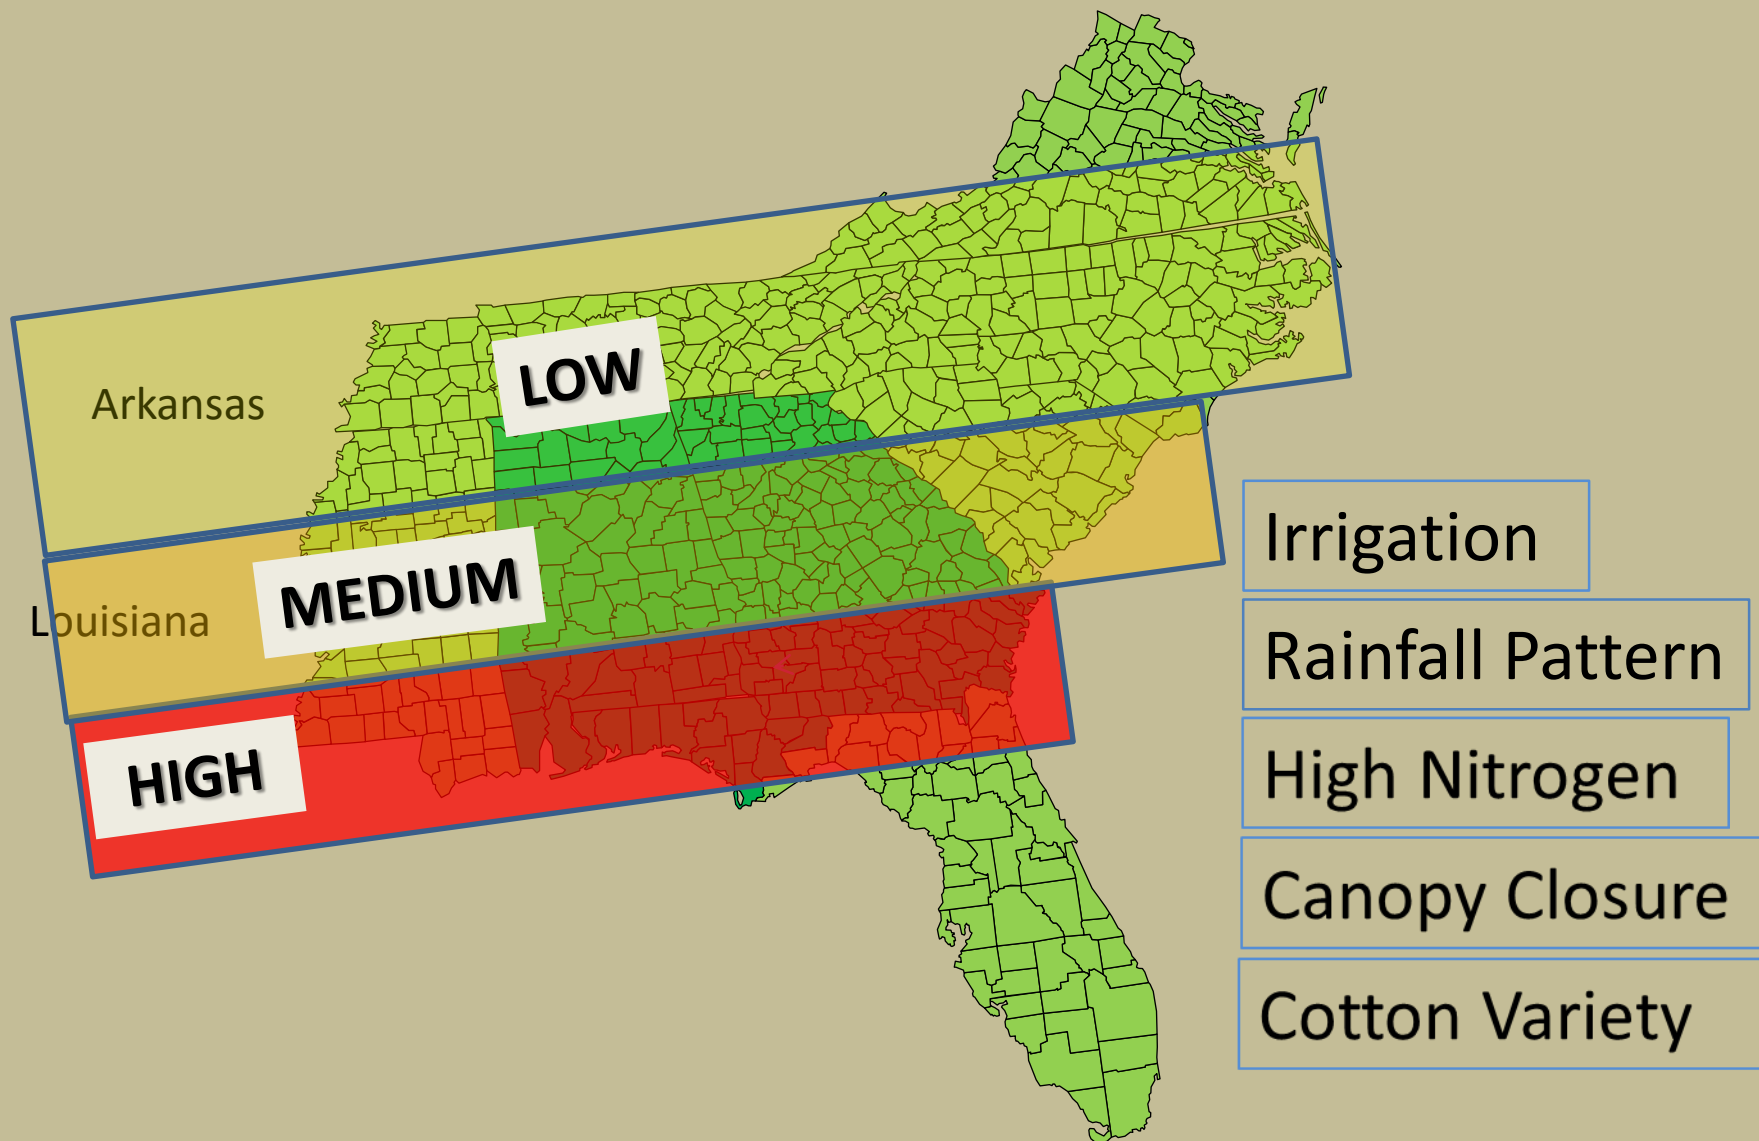 LOW
Arkansas
MEDIUM
Louisiana
HIGH
Irrigation
Rainfall Pattern
High Nitrogen
Canopy Closure
Cotton Variety